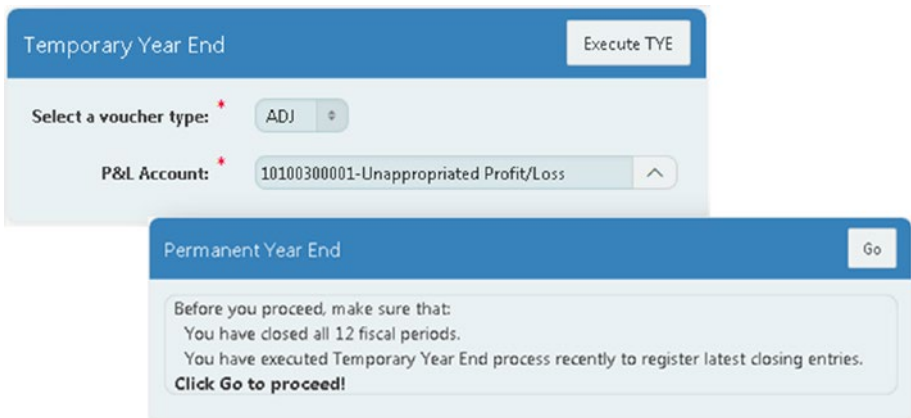 Temporary Year End
Execute TYE
Select a voucher type: *
ADJ
P&L Account: *
10100300001-Unappropriated Profit/Loss
Permanent Year End
Go
Before you proceed, make sure that:
You have closed all 12 fiscal periods.
You have executed Temporary Year End process recently to register latest closing entries.
Click Go to proceed!